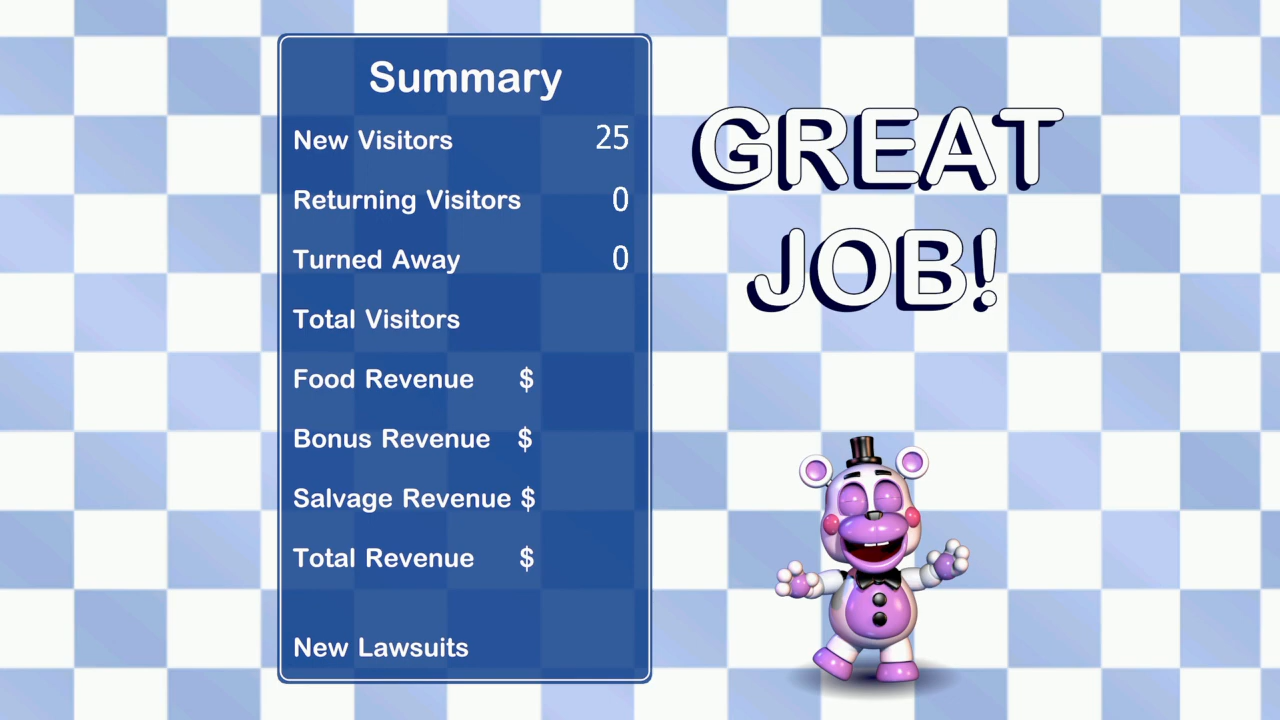 Summary
New Visitors 25
Returning Visitors 0
Turned Away 0
Total Visitors
Food Revenue $
Bonus Revenue $
Salvage Revenue $
Total Revenue $
New Lawsuits
GREAT
JOB!